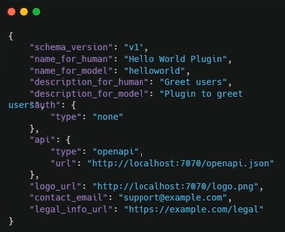 {
"schema_version": "v1",
"name_for_human": "Hello World Plugin",
"name_for_model": "helloworld",
"description_for_human": "Greet users",
"description_for_model": "Plugin to greet
users"auth": {
"type": "none"
},
"api": {
"type": "openapi",
"url": "http://localhost:7070/openapi.json"
},
"logo_url": "http://localhost:7070/logo.png",
"contact_email": "support@example.com",
"legal_info_url": "https://example.com/legal"
}